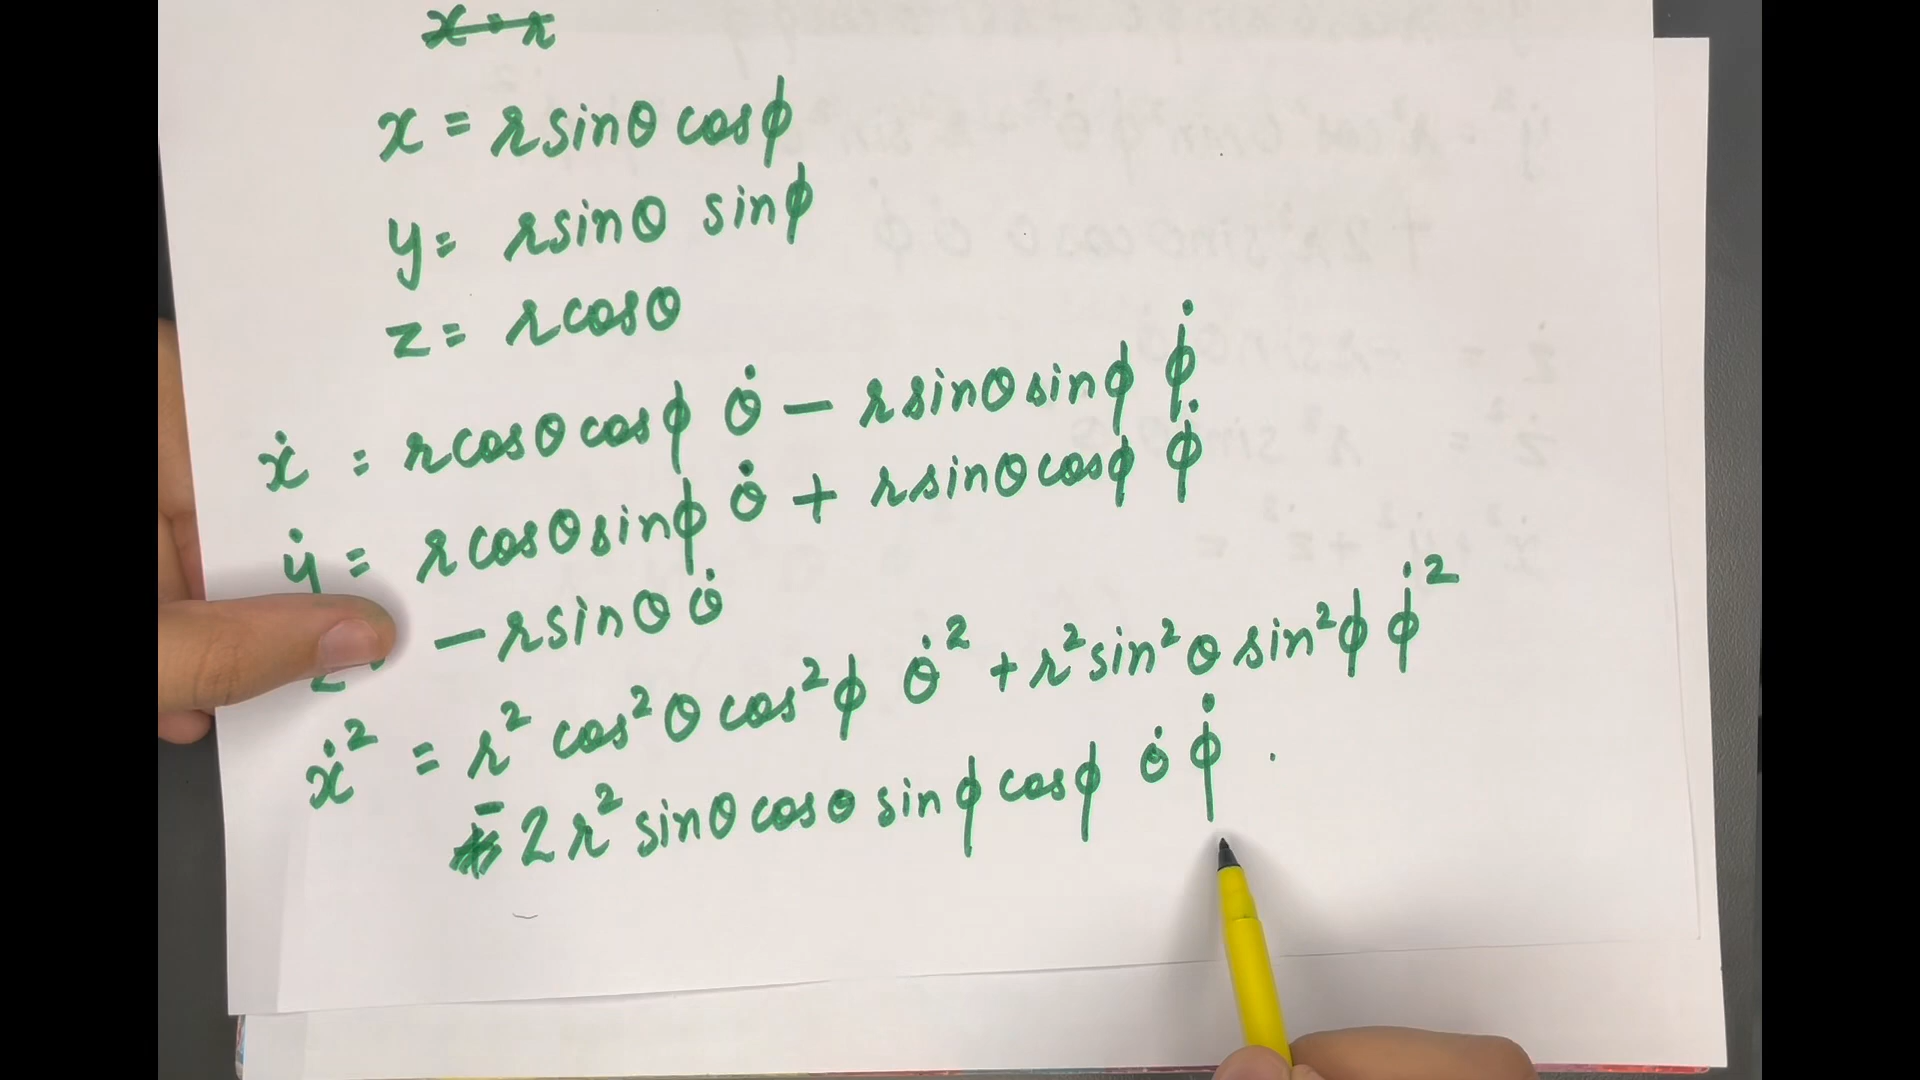 x = r
x = r sinθ cosϕ
y = r sinθ sinϕ
z = r cosθ
ẋ = r cosθ cosϕ θ̇ − r sinθ sinϕ ϕ̇
ẏ = r cosθ sinϕ θ̇ + r sinθ cosϕ ϕ̇
− r sinθ θ̇
ẋ² = r² cos²θ cos²ϕ θ̇² + r² sin²θ sin²ϕ ϕ̇²
− 2r² sinθ cosθ sinϕ cosϕ θ̇ ϕ̇ .